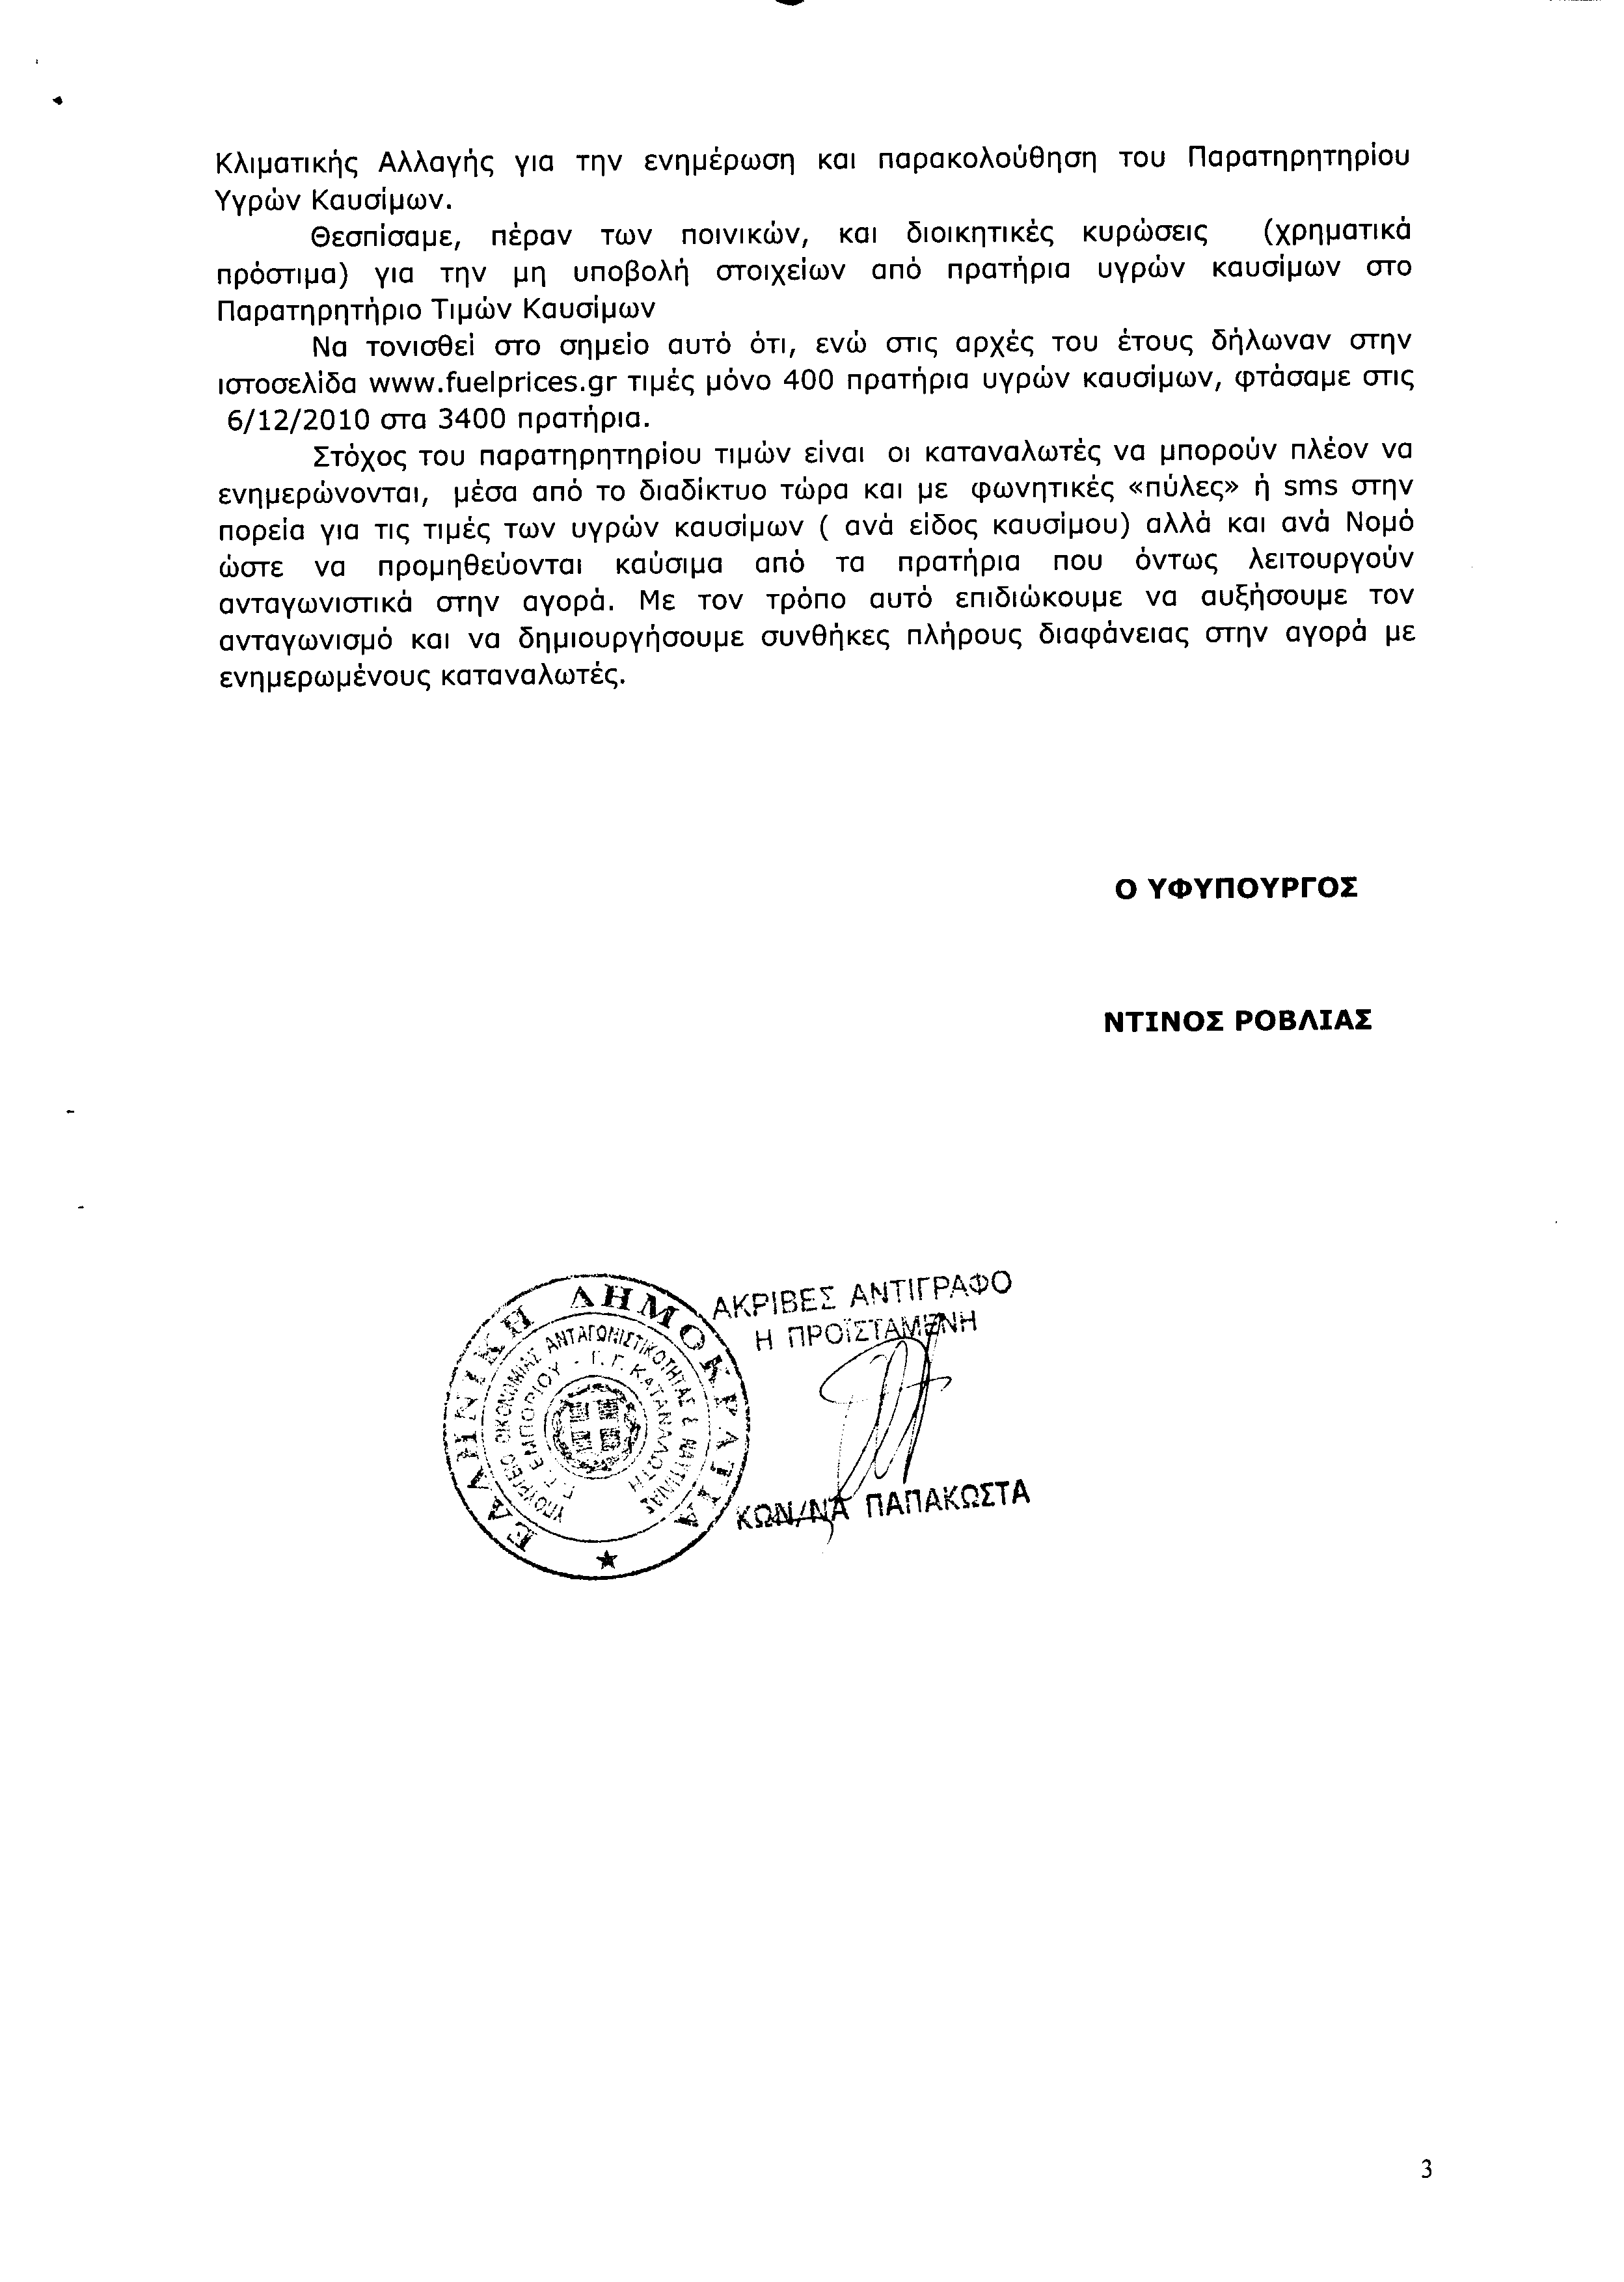 Κλιματικής Αλλαγής για την ενημέρωση και παρακολούθηση του Παρατηρητηρίου
Υγρών Καυσίμων.
Θεσπίσαμε, πέραν των ποινικών, και διοικητικές κυρώσεις (χρηματικά
πρόστιμα) για την μη υποβολή στοιχείων από πρατήρια υγρών καυσίμων στο
Παρατηρητήριο Τιμών Καυσίμων
Να τονισθεί στο σημείο αυτό ότι, ενώ στις αρχές του έτους δήλωναν στην
ιστοσελίδα www.fuelprices.gr τιμές μόνο 400 πρατήρια υγρών καυσίμων, φτάσαμε στις
6/12/2010 στα 3400 πρατήρια.
Στόχος του παρατηρητηρίου τιμών είναι οι καταναλωτές να μπορούν πλέον να
ενημερώνονται, μέσα από το διαδίκτυο τώρα και με φωνητικές «πύλες» ή sms στην
πορεία για τις τιμές των υγρών καυσίμων ( ανά είδος καυσίμου) αλλά και ανά Νομό
ώστε να προμηθεύονται καύσιμα από τα πρατήρια που όντως λειτουργούν
ανταγωνιστικά στην αγορά. Με τον τρόπο αυτό επιδιώκουμε να αυξήσουμε τον
ανταγωνισμό και να δημιουργήσουμε συνθήκες πλήρους διαφάνειας στην αγορά με
ενημερωμένους καταναλωτές.
Ο ΥΦΥΠΟΥΡΓΟΣ
ΝΤΙΝΟΣ ΡΟΒΛΙΑΣ
ΑΚΡΙΒΕΣ ΑΝΤΙΓΡΑΦΟ
Η ΠΡΟΪΣΤΑΜΕΝΗ
ΚΩΝ/ΝΑ ΠΑΠΑΚΩΣΤΑ
ΕΛΛΗΝΙΚΗ ΔΗΜΟΚΡΑΤΙΑ
ΥΠΟΥΡΓΕΙΟ ΟΙΚΟΝΟΜΙΑΣ ΑΝΤΑΓΩΝΙΣΤΙΚΟΤΗΤΑΣ & ΝΑΥΤΙΛΙΑΣ
Γ.Γ. ΕΜΠΟΡΙΟΥ - Γ.Γ. ΚΑΤΑΝΑΛΩΤΗ
3